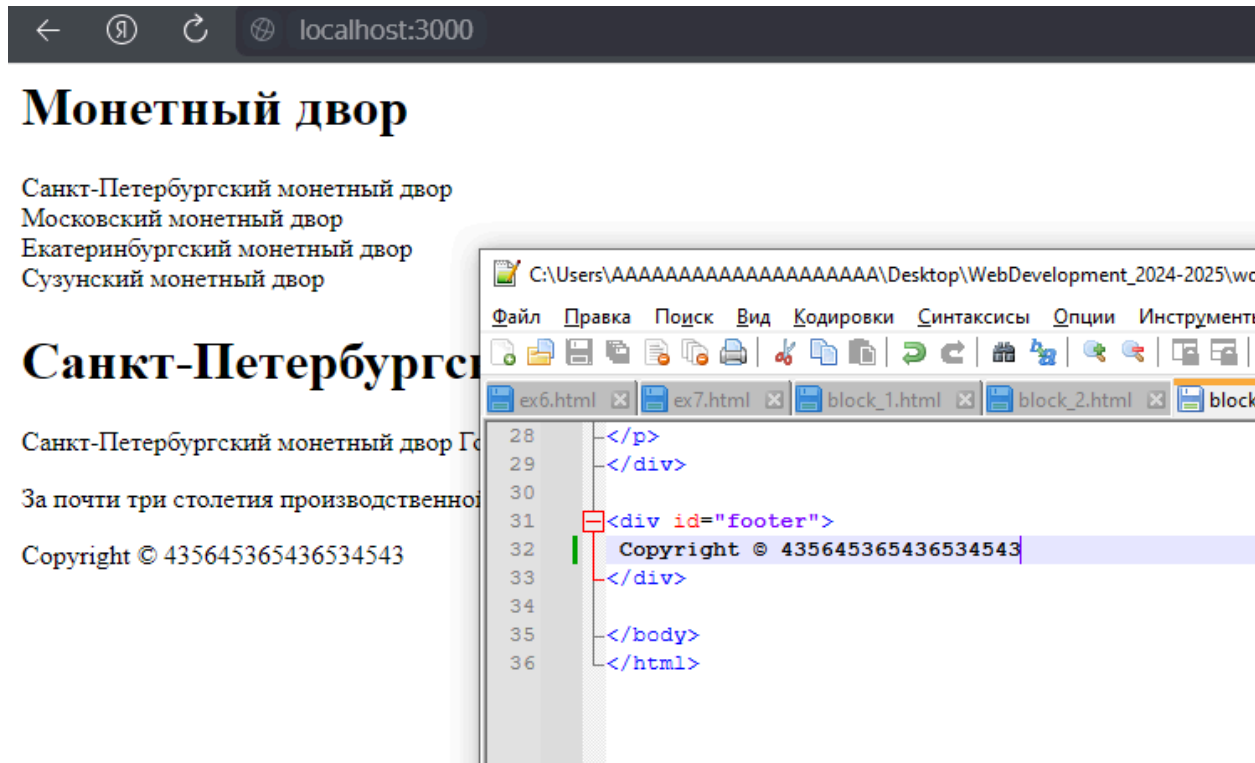 localhost:3000
Монетный двор
Санкт-Петербургский монетный двор
Московский монетный двор
Екатеринбургский монетный двор
Сузунский монетный двор
Санкт-Петербургс
Санкт-Петербургский монетный двор Го
За почти три столетия производственной
Copyright © 435645365436534543
C:\Users\AAAAAAAAAAAAAAAAAAAA\Desktop\WebDevelopment_2024-2025\wo
Файл Правка Поиск Вид Кодировки Синтаксисы Опции Инструменты
ex6.html ex7.html block_1.html block_2.html block
28 </p>
29 </div>
30
31 <div id="footer">
32 Copyright © 435645365436534543
33 </div>
34
35 </body>
36 </html>